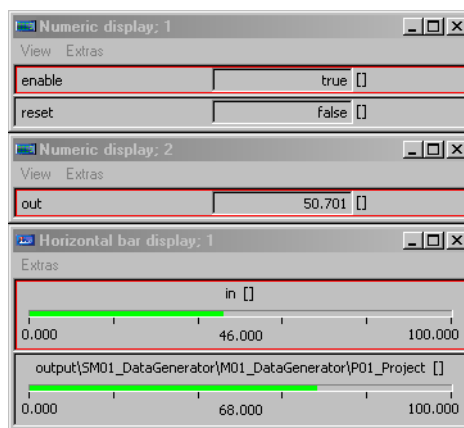 Numeric display; 1
View Extras
enable true []
reset false []
Numeric display; 2
View Extras
out 50.701 []
Horizontal bar display; 1
Extras
in []
0.000 46.000 100.000
output\SM01_DataGenerator\M01_DataGenerator\P01_Project []
0.000 68.000 100.000